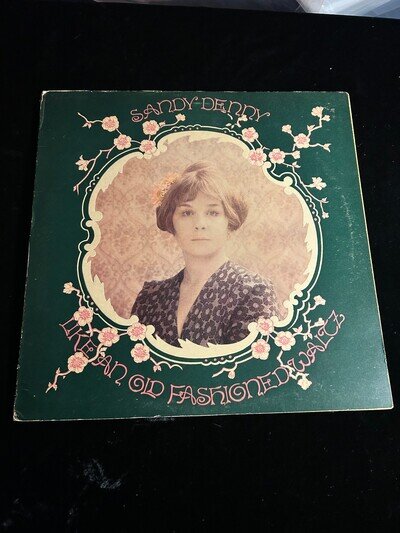 SANDY DENNY
LIKE AN OLD FASHIONED WALTZ